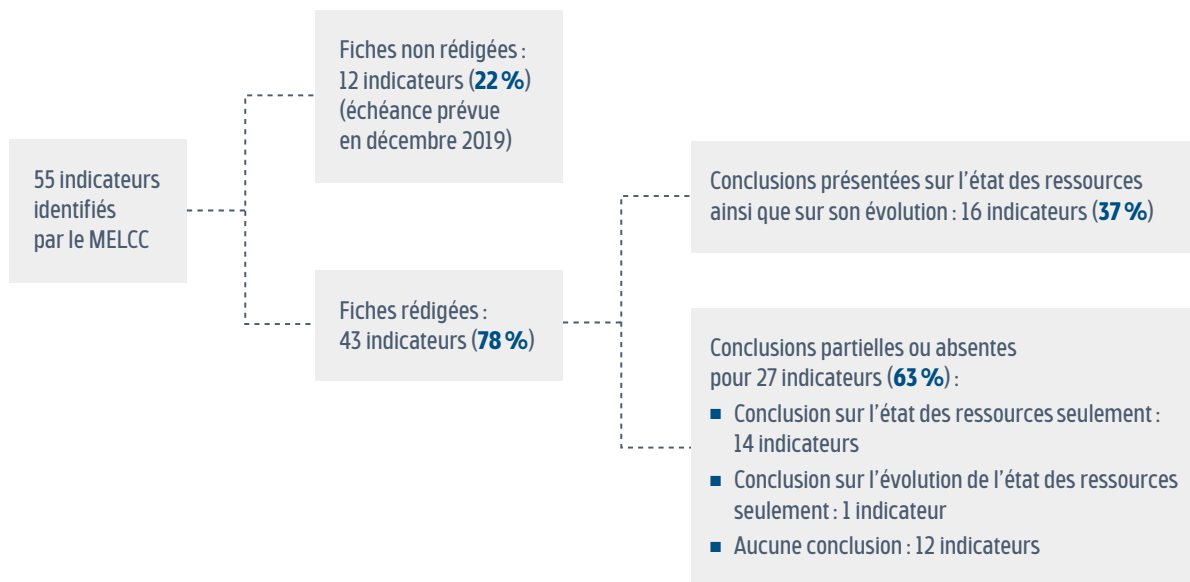 55 indicateurs
identifiés
par le MELCC
Fiches non rédigées :
12 indicateurs (22 %)
(échéance prévue
en décembre 2019)
Fiches rédigées :
43 indicateurs (78 %)
Conclusions présentées sur l'état des ressources
ainsi que sur son évolution : 16 indicateurs (37 %)
Conclusions partielles ou absentes
pour 27 indicateurs (63 %) :
■ Conclusion sur l'état des ressources seulement :
14 indicateurs
■ Conclusion sur l'évolution de l'état des ressources
seulement : 1 indicateur
■ Aucune conclusion : 12 indicateurs